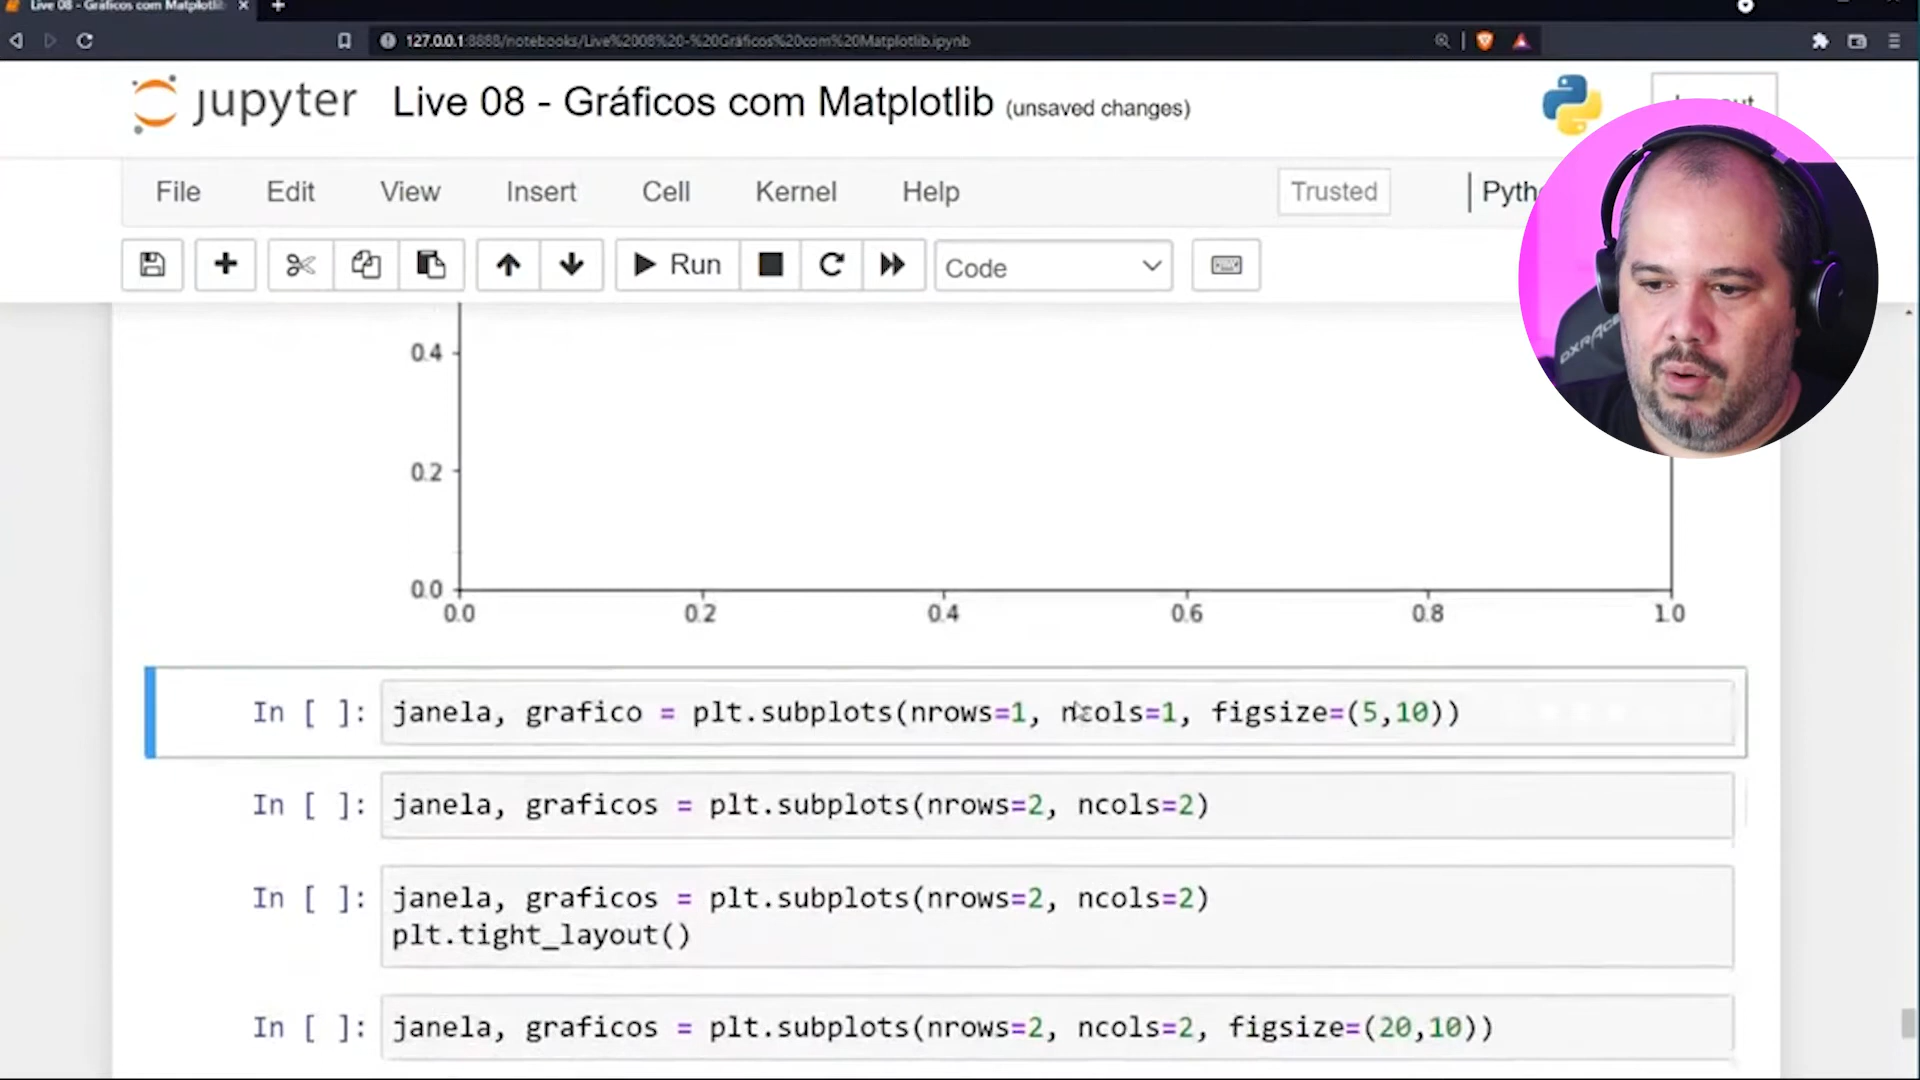 Live 08 - Gráficos com Matplotli
127.0.0.1:8888/notebooks/Live%2008%20-%20Gráficos%20com%20Matplotlib.ipynb
jupyter Live 08 - Gráficos com Matplotlib (unsaved changes)
File Edit View Insert Cell Kernel Help Trusted Pyth
Run Code
0.4
0.2
0.0
0.0 0.2 0.4 0.6 0.8 1.0
In [ ]: janela, grafico = plt.subplots(nrows=1, ncols=1, figsize=(5,10))
In [ ]: janela, graficos = plt.subplots(nrows=2, ncols=2)
In [ ]: janela, graficos = plt.subplots(nrows=2, ncols=2)
plt.tight_layout()
In [ ]: janela, graficos = plt.subplots(nrows=2, ncols=2, figsize=(20,10))
DXRACE